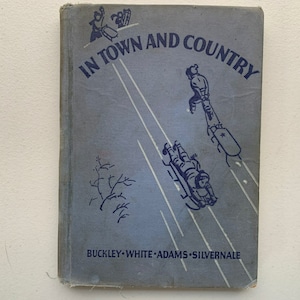 IN TOWN AND COUNTRY
BUCKLEY•WHITE•ADAMS•SILVERNALE